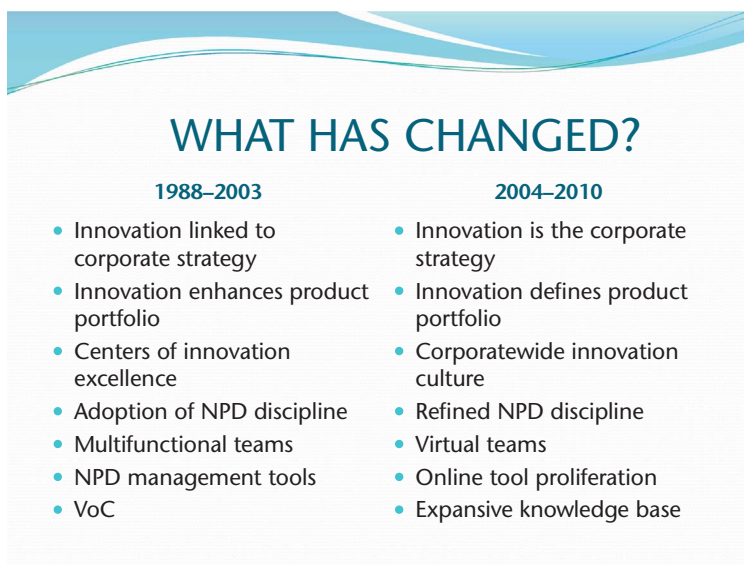 WHAT HAS CHANGED?
1988–2003
Innovation linked to
corporate strategy
Innovation enhances product
portfolio
Centers of innovation
excellence
Adoption of NPD discipline
Multifunctional teams
NPD management tools
VoC
2004–2010
Innovation is the corporate
strategy
Innovation defines product
portfolio
Corporatewide innovation
culture
Refined NPD discipline
Virtual teams
Online tool proliferation
Expansive knowledge base